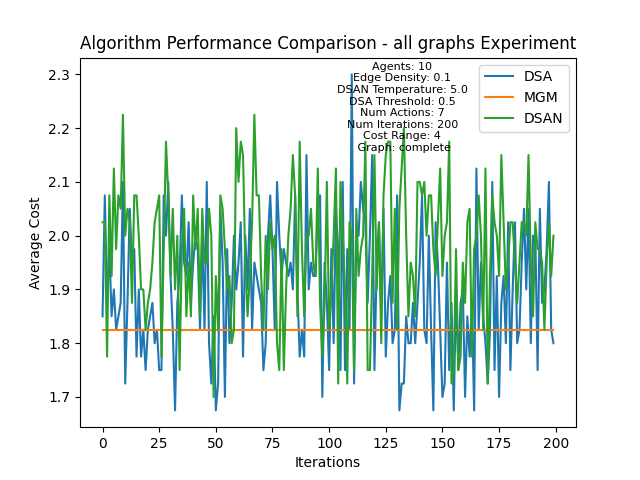 Algorithm Performance Comparison - all graphs Experiment
Agents: 10
Edge Density: 0.1
DSAN Temperature: 5.0
DSA Threshold: 0.5
Num Actions: 7
Num Iterations: 200
Cost Range: 4
Graph: complete
DSA
MGM
DSAN
2.3
2.2
2.1
2.0
1.9
1.8
1.7
Average Cost
0 25 50 75 100 125 150 175 200
Iterations